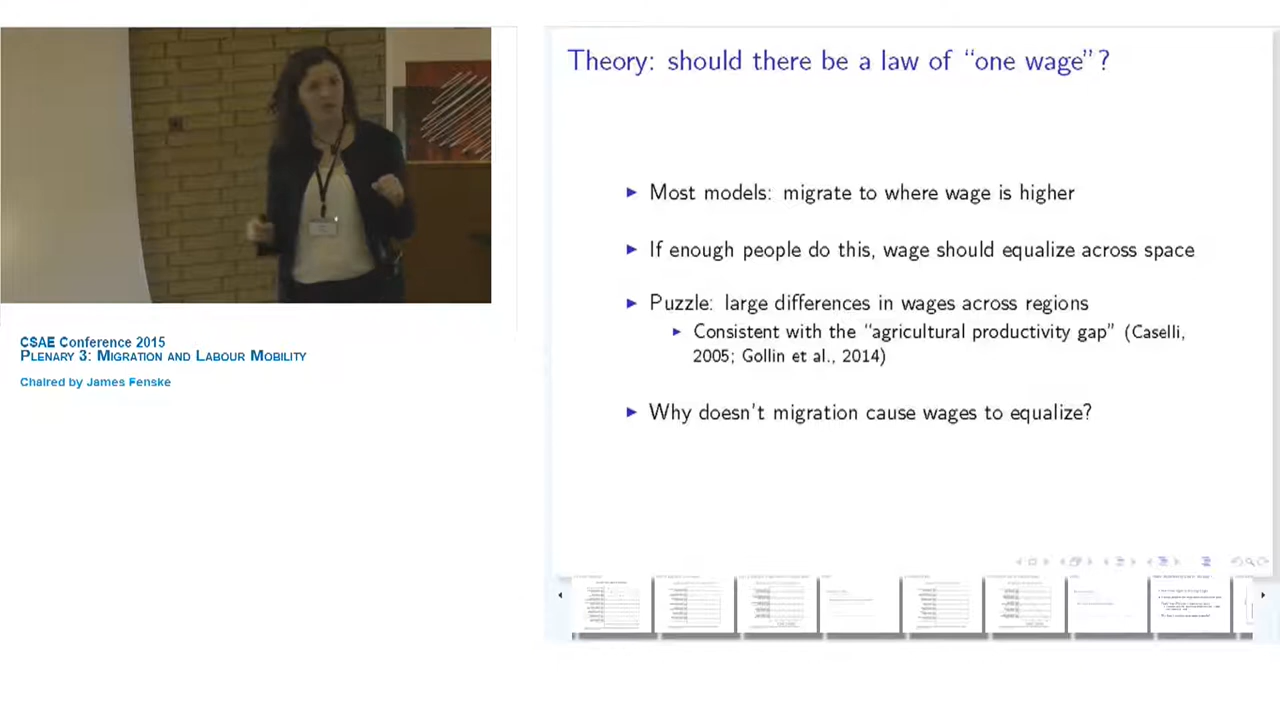 Theory: should there be a law of “one wage”?
▶ Most models: migrate to where wage is higher
▶ If enough people do this, wage should equalize across space
▶ Puzzle: large differences in wages across regions
▶ Consistent with the “agricultural productivity gap” (Caselli,
2005; Gollin et al., 2014)
▶ Why doesn’t migration cause wages to equalize?
CSAE Conference 2015
Plenary 3: Migration and Labour Mobility
Chaired by James Fenske